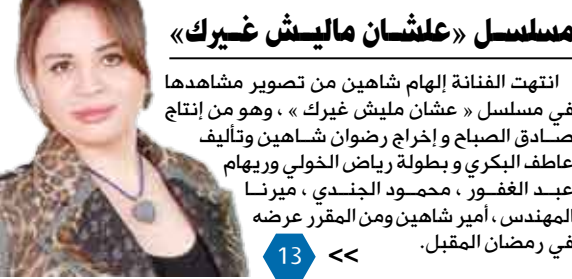 مسلسل «علشان ماليش غيرك»
انتهت الفنانة إلهام شاهين من تصوير مشاهدها
في مسلسل « عشان مليش غيرك » ، وهو من إنتاج
صادق الصباح و إخراج رضوان شاهين وتأليف
عاطف البكري و بطولة رياض الخولي وريهام
عبد الغفور ، محمود الجندي ، ميرنا
المهندس ، أمير شاهين ومن المقرر عرضه
في رمضان المقبل.
>> 13